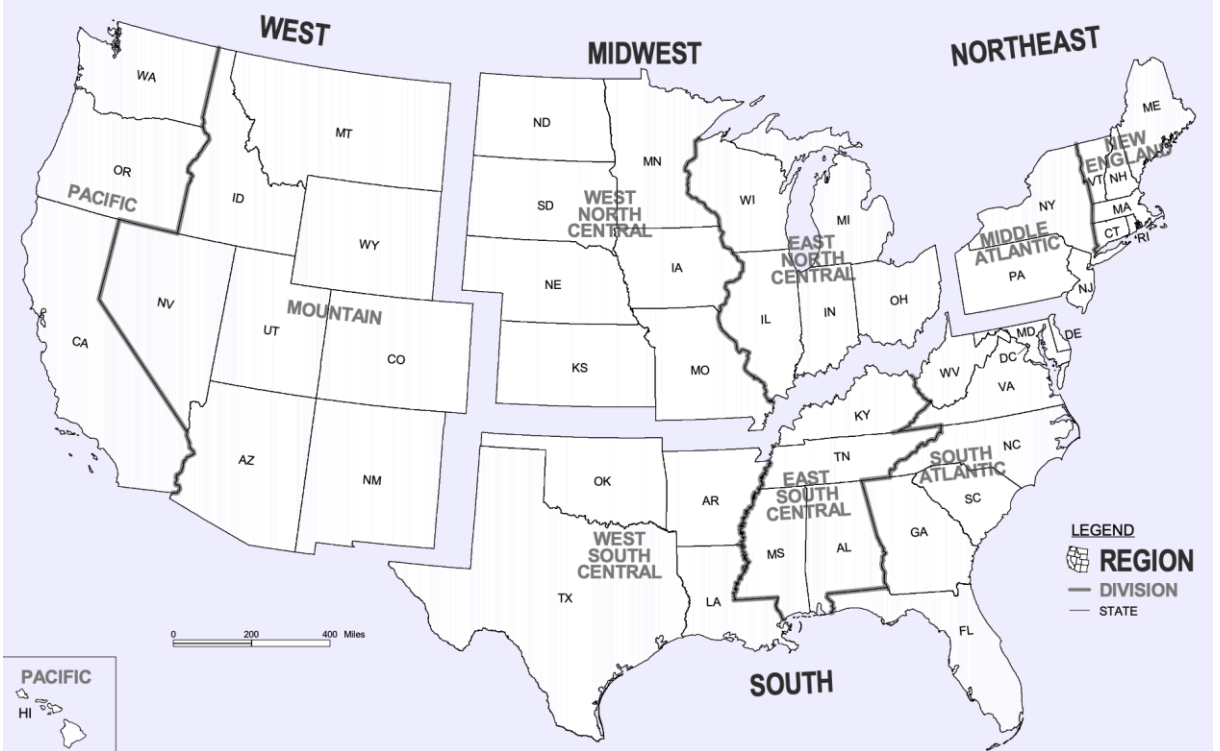 WEST
MIDWEST
NORTHEAST
WA
MT
OR
ID
WY
PACIFIC
NV
UT
CO
CA
MOUNTAIN
AZ
NM
ND
SD
NE
KS
MN
IA
MO
WEST
NORTH
CENTRAL
WI
MI
IL
IN
OH
EAST
NORTH
CENTRAL
ME
NEW
ENGLAND
VT
NH
MA
CT
RI
NY
MIDDLE
ATLANTIC
PA
NJ
OK
AR
TX
LA
WEST
SOUTH
CENTRAL
KY
TN
MS
AL
EAST
SOUTH
CENTRAL
MD
DE
DC
WV
VA
NC
SOUTH
ATLANTIC
SC
GA
FL
SOUTH
LEGEND
REGION
DIVISION
STATE
0 200 400 Miles
PACIFIC
HI